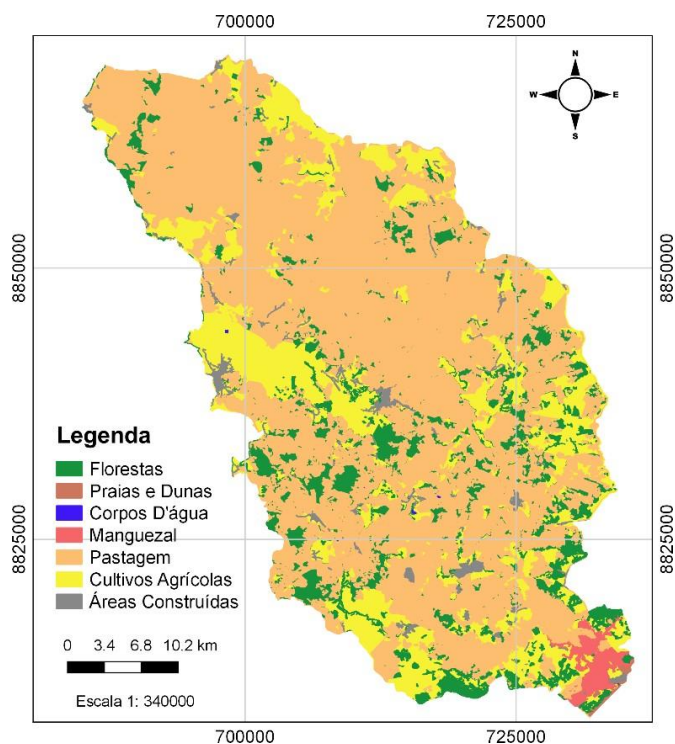 700000
725000
N
W
E
S
8850000
8850000
Legenda
Florestas
Praias e Dunas
Corpos D'água
Manguezal
Pastagem
Cultivos Agrícolas
Áreas Construídas
8825000
8825000
0 3.4 6.8 10.2 km
Escala 1: 340000
700000
725000